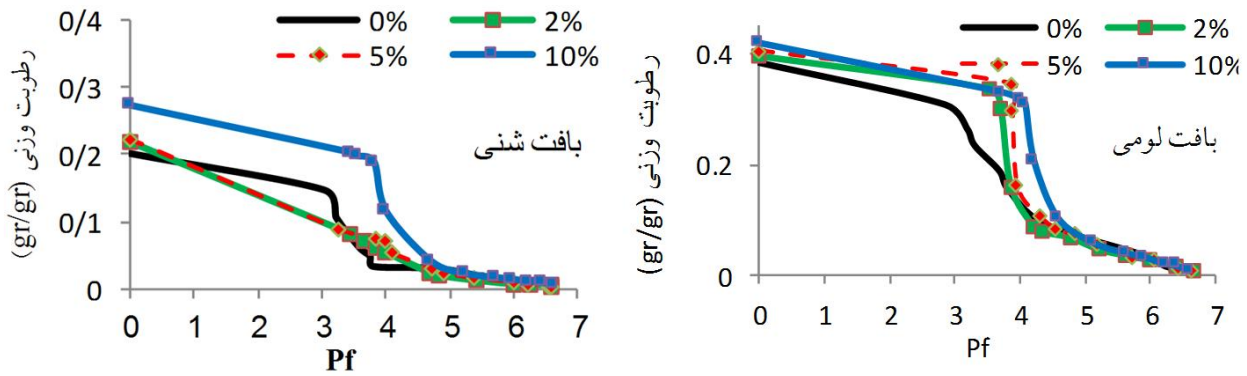 0% 2%
5% 10%
رطوبت وزنی (gr/gr)
0/4
0/3
0/2
0/1
0
بافت شنی
0 1 2 3 4 5 6 7
Pf
0% 2%
5% 10%
رطوبت وزنی (gr/gr)
0.4
0.2
0
بافت لومی
0 1 2 3 4 5 6 7
Pf